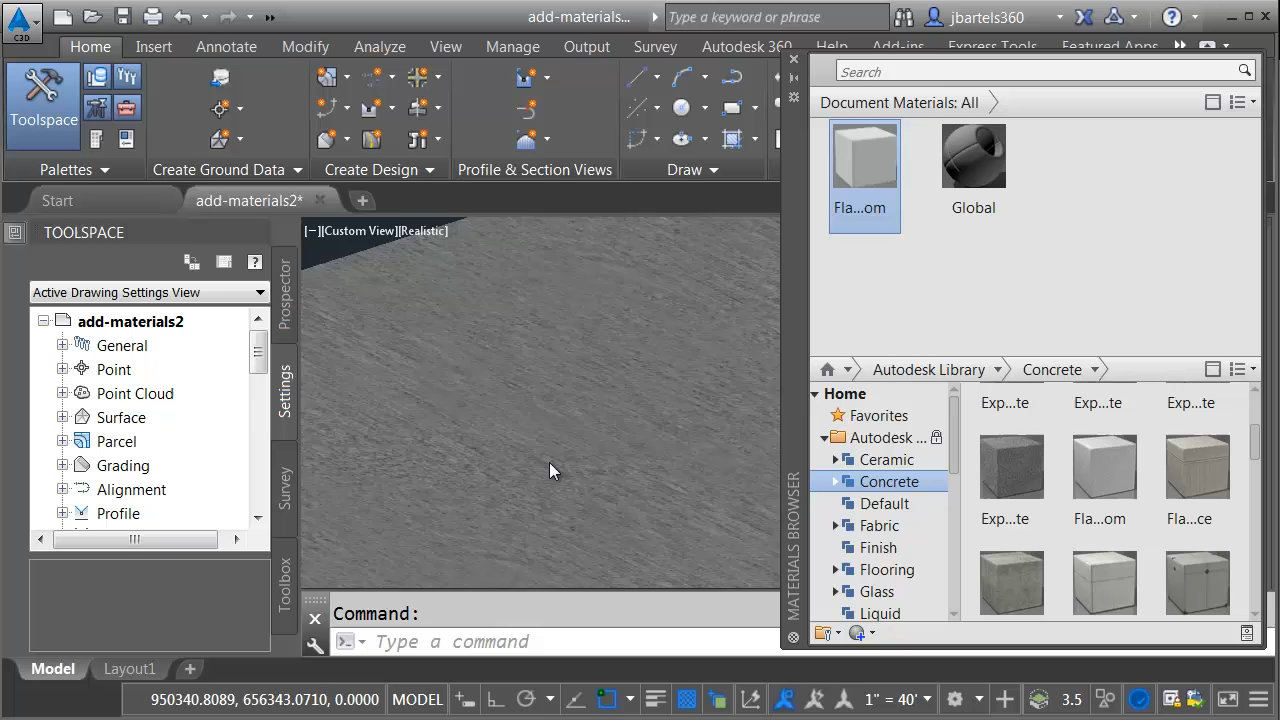 add-materials...
Type a keyword or phrase
jbartels360
C3D
Home
Insert
Annotate
Modify
Analyze
View
Manage
Output
Survey
Autodesk 360
Help
Add-ins
Express Tools
Featured Apps
Toolspace
Palettes
Create Ground Data
Create Design
Profile & Section Views
Draw
Start
add-materials2*
TOOLSPACE
Active Drawing Settings View
add-materials2
General
Point
Point Cloud
Surface
Parcel
Grading
Alignment
Profile
Prospector
Settings
Survey
Toolbox
[−][Custom View][Realistic]
Command:
Type a command
Search
Document Materials: All
Fla...om
Global
Autodesk Library
Concrete
Home
Favorites
Autodesk ...
Ceramic
Concrete
Default
Fabric
Finish
Flooring
Glass
Liquid
Exp...te
Exp...te
Exp...te
Exp...te
Fla...om
Fla...ce
MATERIALS BROWSER
Model
Layout1
950340.8089, 656343.0710, 0.0000
MODEL
1" = 40'
3.5